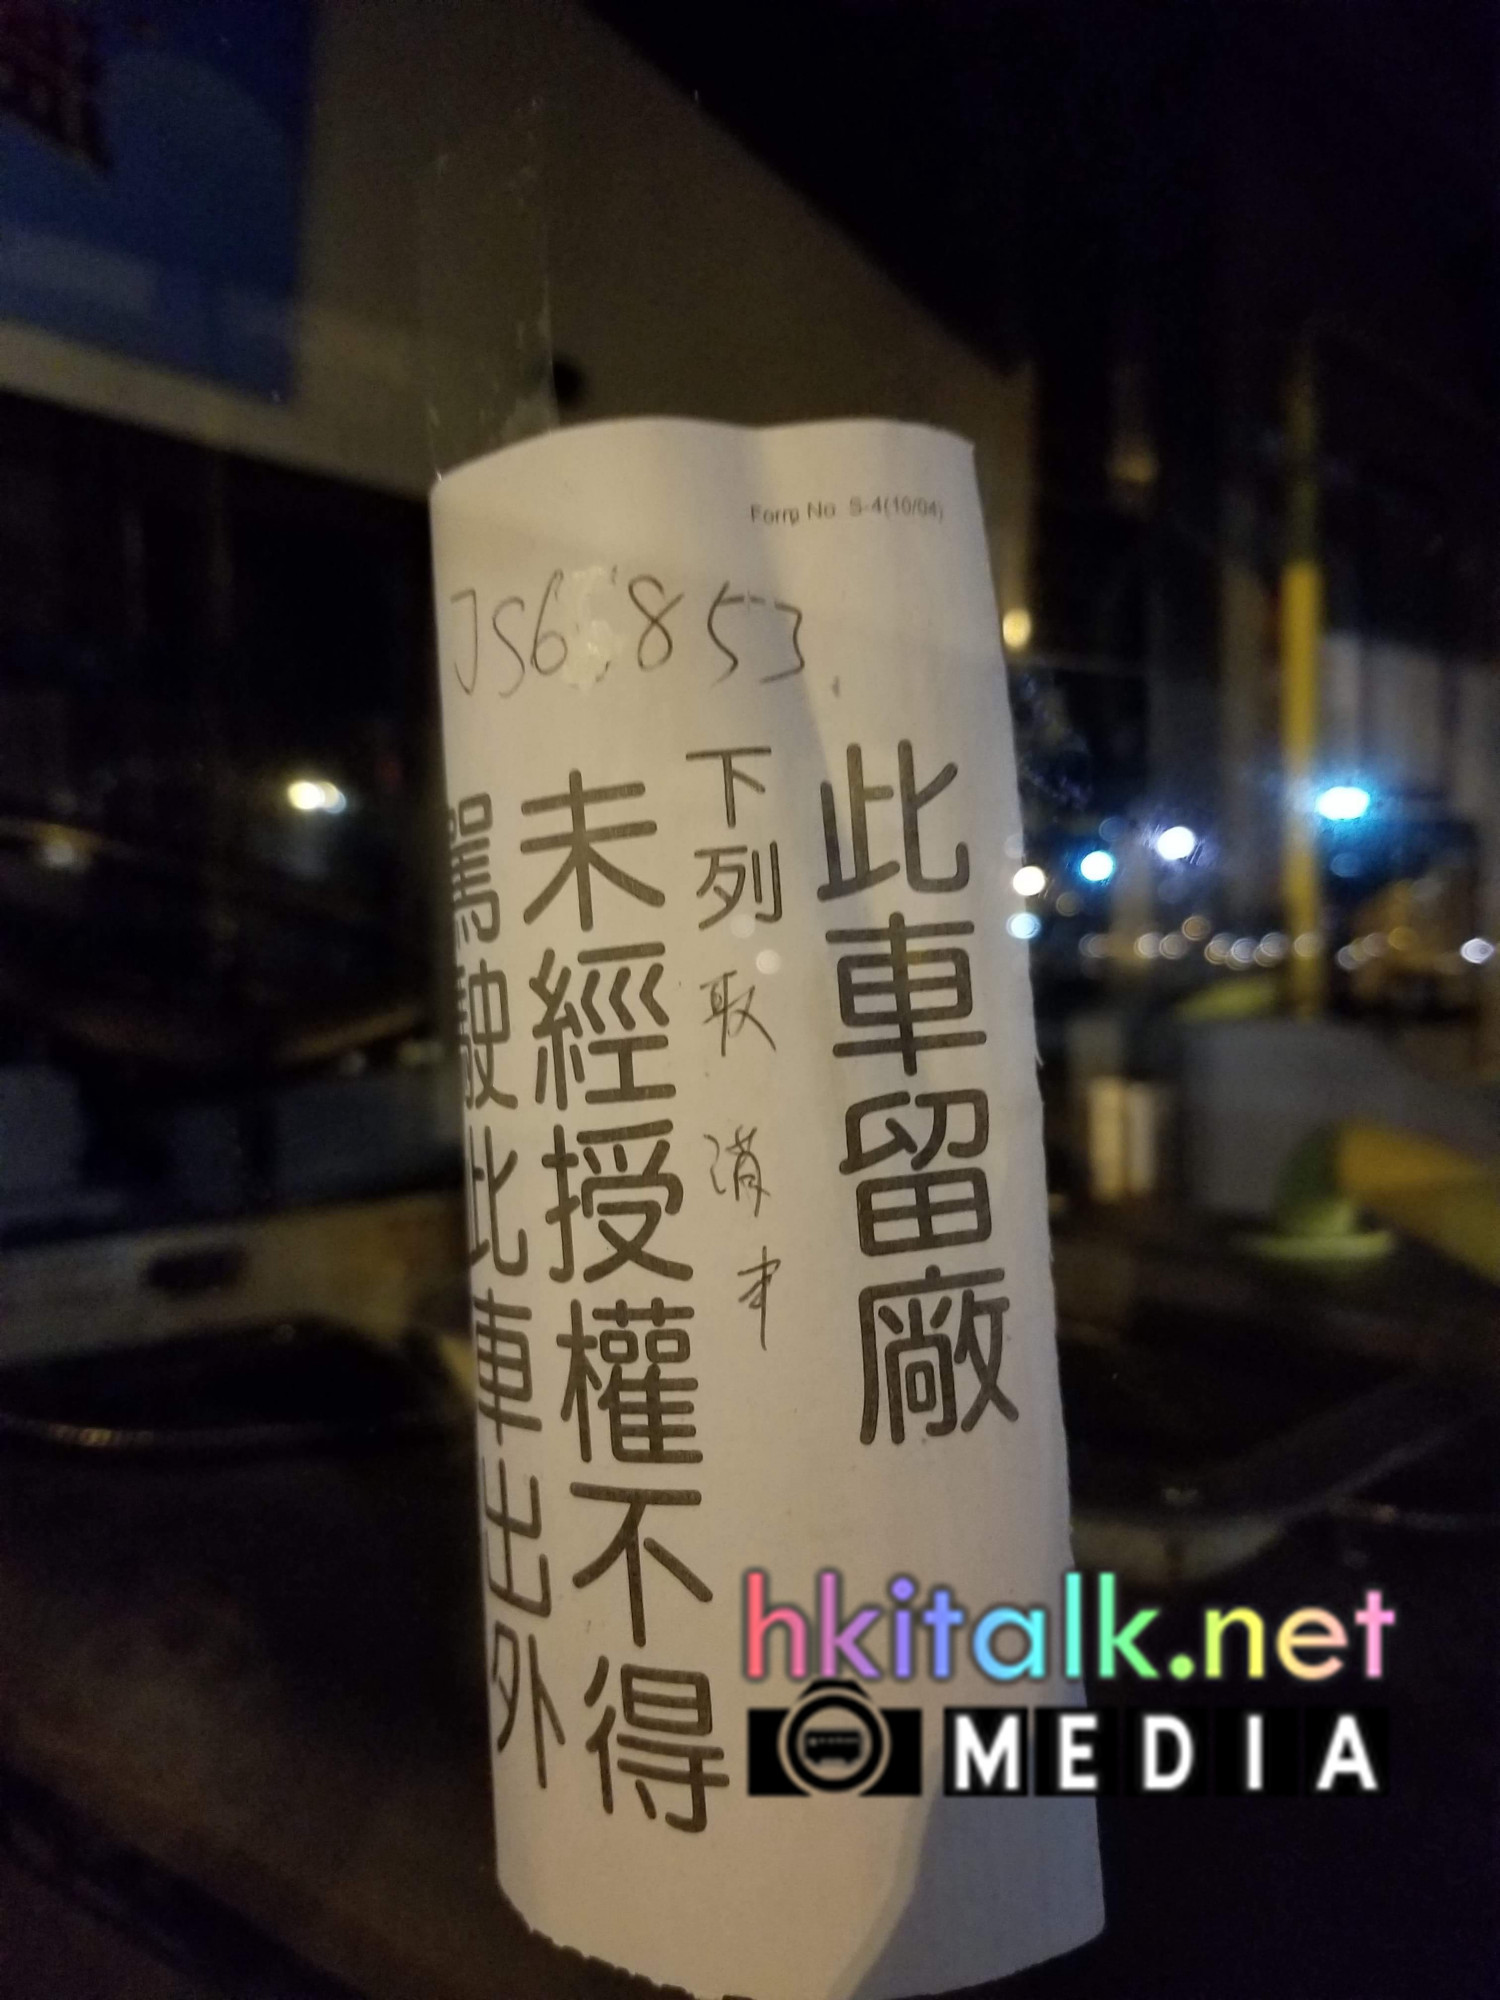 Form No. S-4(10/04)
JS6 853
此車留廠
下列取消車
未經授權不得
駕駛此車出外
hkitalk.net
MEDIA